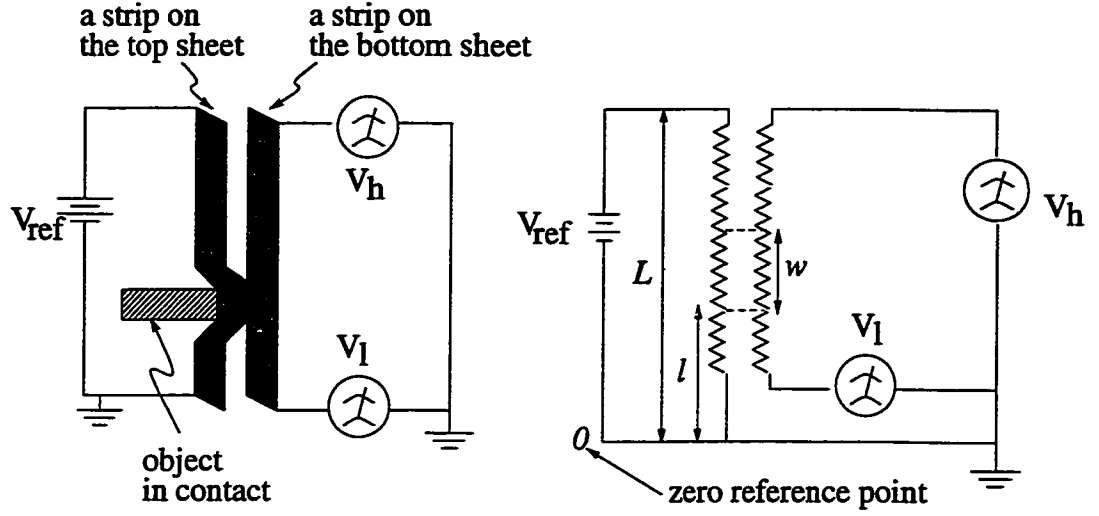 a strip on
the top sheet
a strip on
the bottom sheet
Vref
Vh
Vl
object
in contact
Vref
L
l
w
Vh
Vl
0
zero reference point